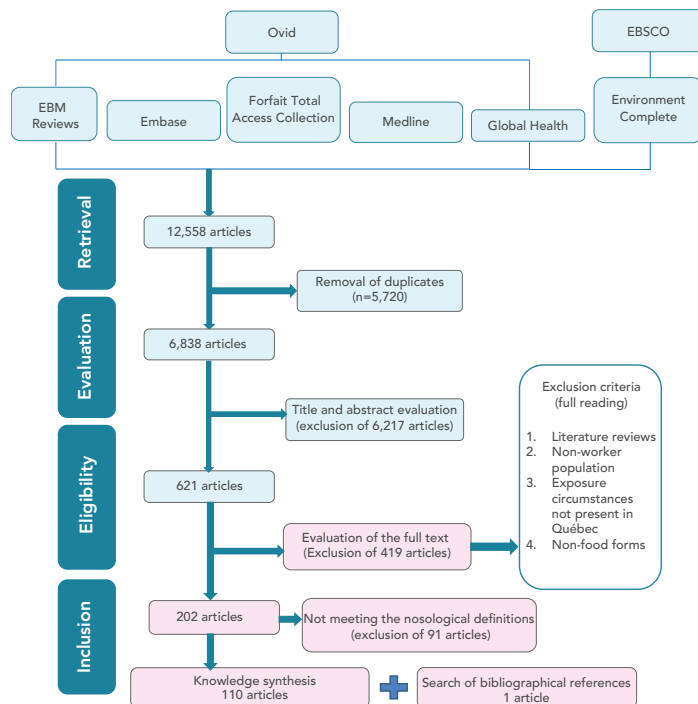 Ovid
EBSCO
EBM
Reviews
Embase
Forfait Total
Access Collection
Medline
Global Health
Environment
Complete
Retrieval
12,558 articles
Removal of duplicates
(n=5,720)
Evaluation
6,838 articles
Title and abstract evaluation
(exclusion of 6,217 articles)
Exclusion criteria
(full reading)
1. Literature reviews
2. Non-worker
population
3. Exposure
circumstances
not present in
Québec
4. Non-food forms
Eligibility
621 articles
Evaluation of the full text
(Exclusion of 419 articles)
Inclusion
202 articles
Not meeting the nosological definitions
(exclusion of 91 articles)
Knowledge synthesis
110 articles
Search of bibliographical references
1 article